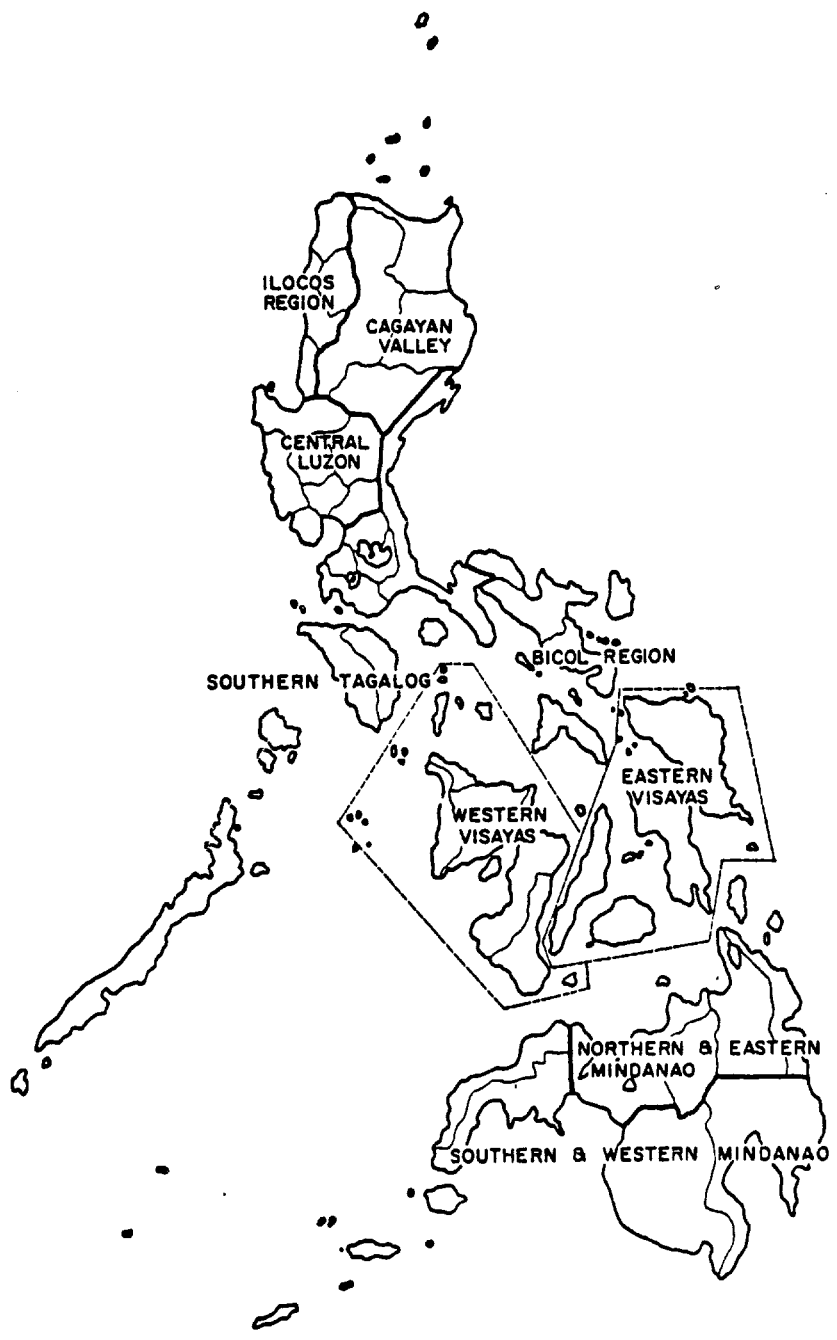 ILOCOS
REGION
CAGAYAN
VALLEY
CENTRAL
LUZON
BICOL REGION
SOUTHERN TAGALOG
EASTERN
VISAYAS
WESTERN
VISAYAS
NORTHERN & EASTERN
MINDANAO
SOUTHERN & WESTERN MINDANAO